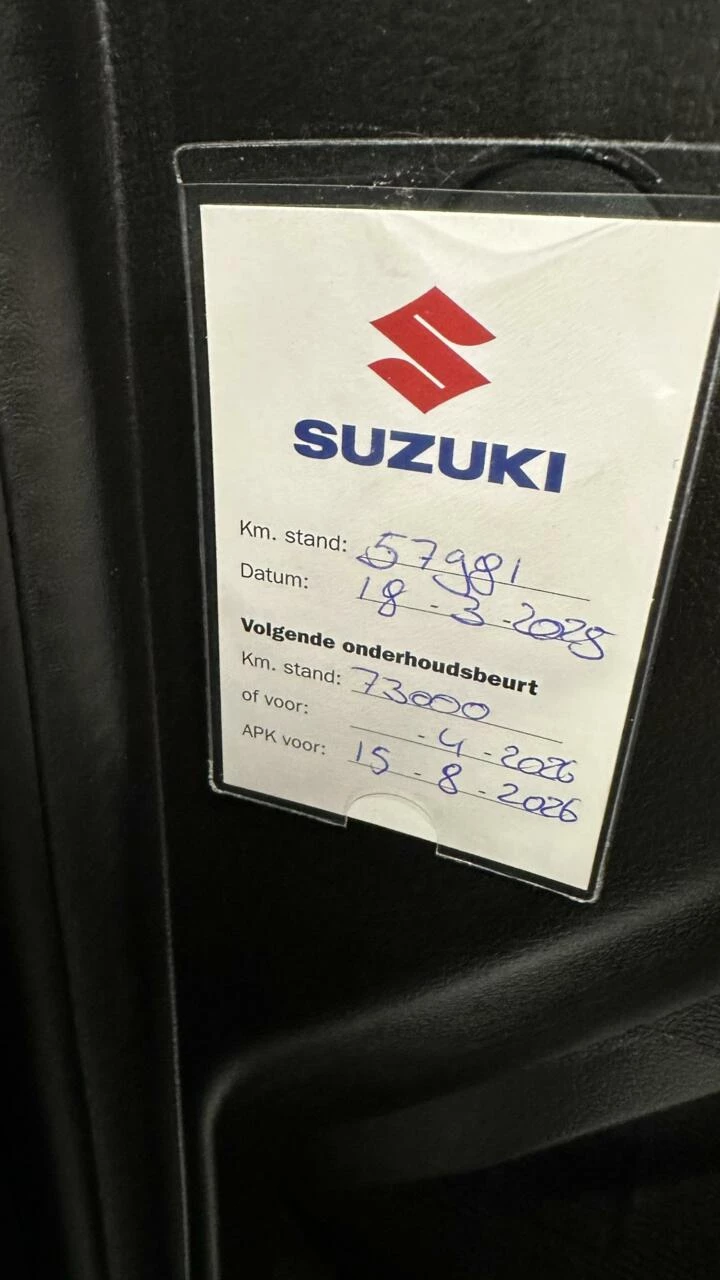 SUZUKI
Km. stand: 57981
Datum: 18-3-2025
Volgende onderhoudsbeurt
Km. stand: 73000
of voor: -4-2026
APK voor: 15-8-2026